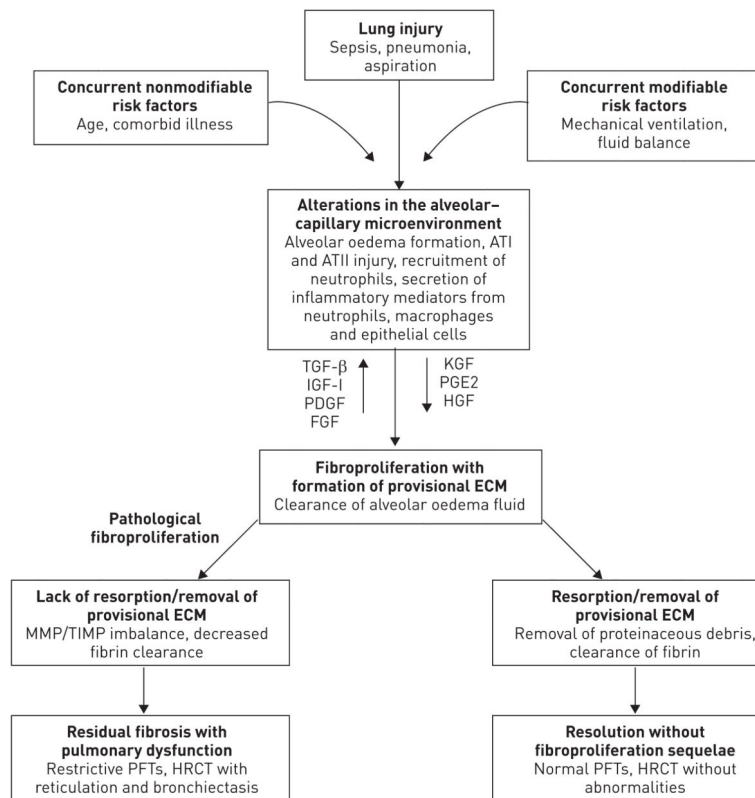 Lung injury
Sepsis, pneumonia,
aspiration
Concurrent nonmodifiable
risk factors
Age, comorbid illness
Concurrent modifiable
risk factors
Mechanical ventilation,
fluid balance
Alterations in the alveolar–
capillary microenvironment
Alveolar oedema formation, ATI
and ATII injury, recruitment of
neutrophils, secretion of
inflammatory mediators from
neutrophils, macrophages
and epithelial cells
TGF-β
IGF-I
PDGF
FGF
KGF
PGE2
HGF
Fibroproliferation with
formation of provisional ECM
Clearance of alveolar oedema fluid
Pathological
fibroproliferation
Lack of resorption/removal of
provisional ECM
MMP/TIMP imbalance, decreased
fibrin clearance
Resorption/removal of
provisional ECM
Removal of proteinaceous debris,
clearance of fibrin
Residual fibrosis with
pulmonary dysfunction
Restrictive PFTs, HRCT with
reticulation and bronchiectasis
Resolution without
fibroproliferation sequelae
Normal PFTs, HRCT without
abnormalities